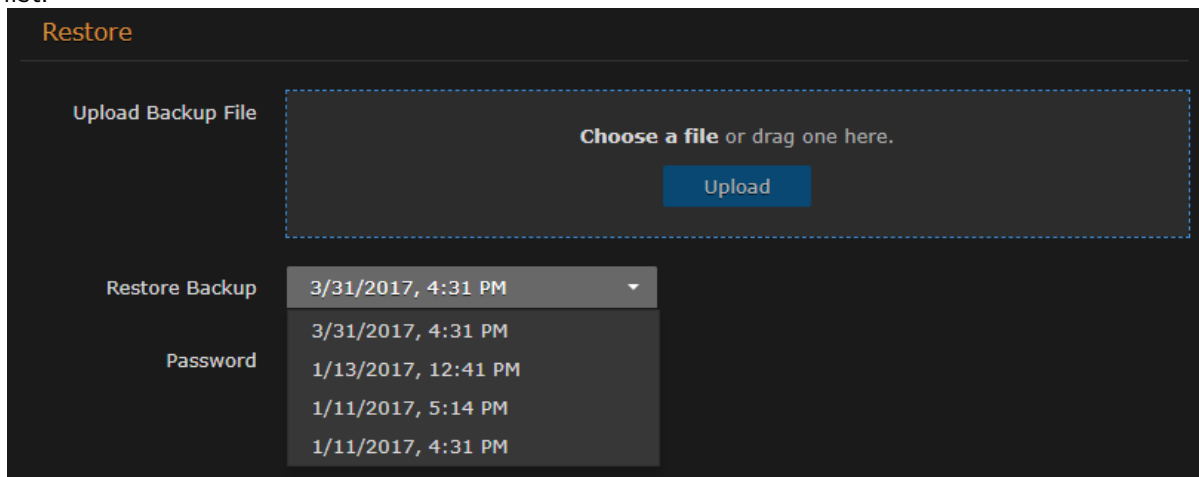 Restore
Upload Backup File
Choose a file or drag one here.
Upload
Restore Backup
3/31/2017, 4:31 PM
3/31/2017, 4:31 PM
Password
1/13/2017, 12:41 PM
1/11/2017, 5:14 PM
1/11/2017, 4:31 PM